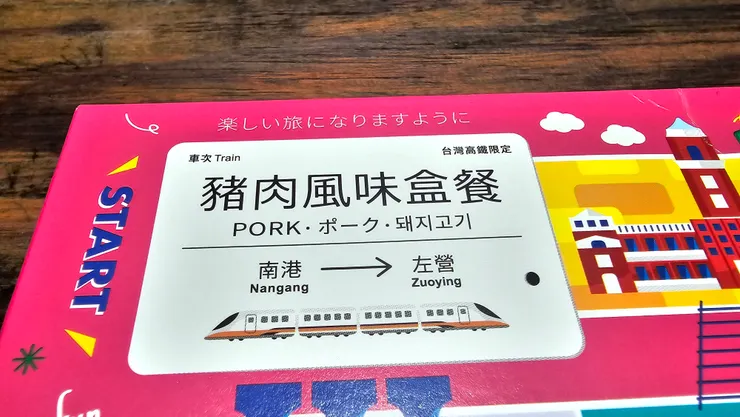 楽しい旅になりますように
車次 Train
台灣高鐵限定
豬肉風味盒餐
PORK・ポーク・돼지고기
南港 → 左營
Nangang Zuoying
START
fun